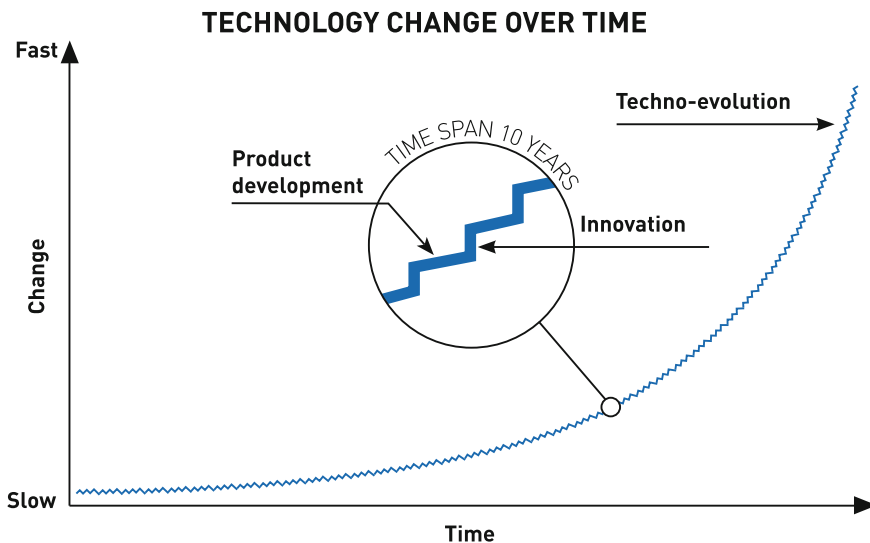 TECHNOLOGY CHANGE OVER TIME
Fast
Techno-evolution
TIME SPAN 10 YEARS
Product
development
Innovation
Change
Slow
Time